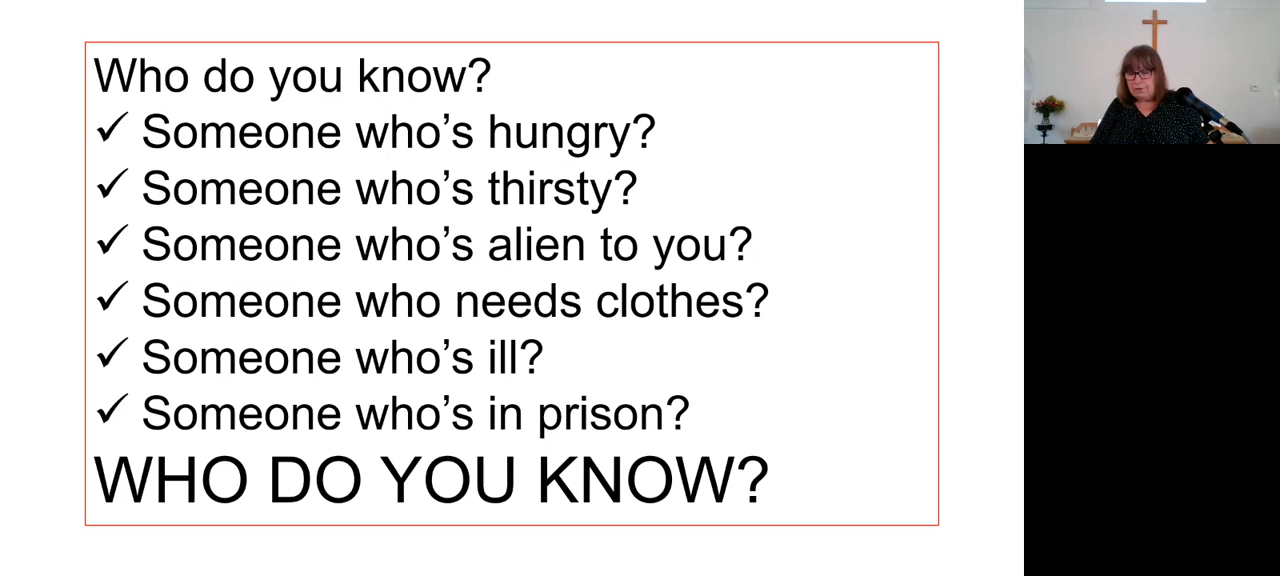 Who do you know?
✓ Someone who’s hungry?
✓ Someone who’s thirsty?
✓ Someone who’s alien to you?
✓ Someone who needs clothes?
✓ Someone who’s ill?
✓ Someone who’s in prison?
WHO DO YOU KNOW?